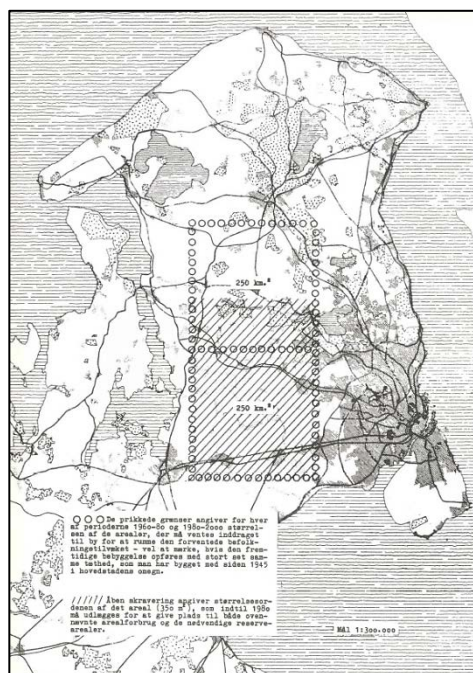 250 km.²
250 km.²
De prikkede grænser angiver for hver
af perioderne 1960-80 og 1980-2000 størrel-
sen af de arealer, der må ventes inddraget
til by for at rumme den forventede befolk-
ningstilvækst - vel at mærke, hvis den frem-
tidige bebyggelse opføres med stort set sam-
me tæthed, som man har bygget med siden 1945
i hovedstadens omegn.
Åben skravering angiver størrelseso-
rdenen af det areal (350 m²), som indtil 1980
må udlægges for at give plads til både oven-
nævnte arealforbrug og de nødvendige reserve-
arealer.
Mål 1:300.000